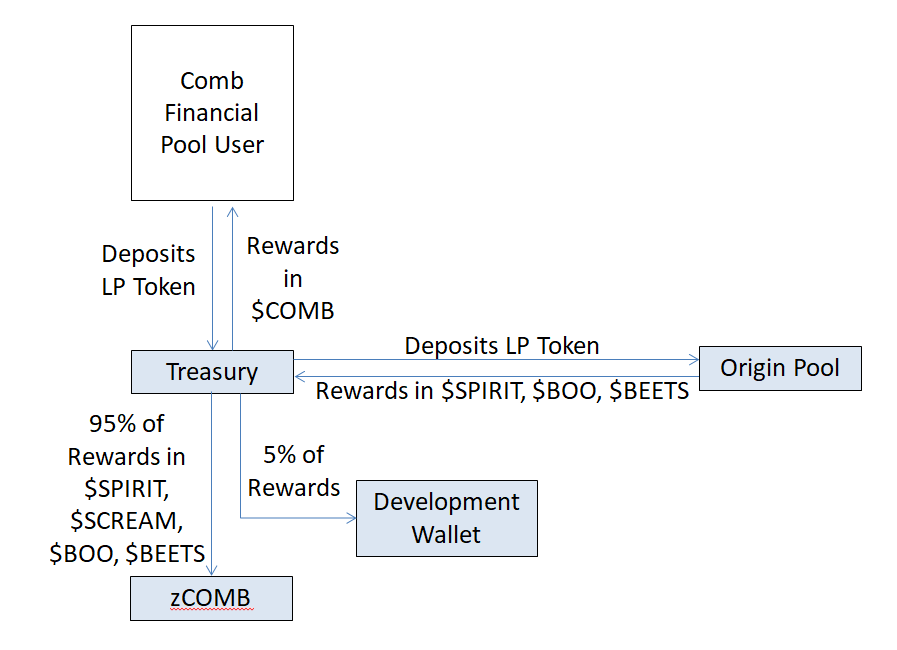 Comb
Financial
Pool User
Deposits
LP Token
Rewards
in
$COMB
Treasury
Deposits LP Token
Rewards in $SPIRIT, $BOO, $BEETS
Origin Pool
95% of
Rewards in
$SPIRIT,
$SCREAM,
$BOO, $BEETS
5% of
Rewards
Development
Wallet
zCOMB